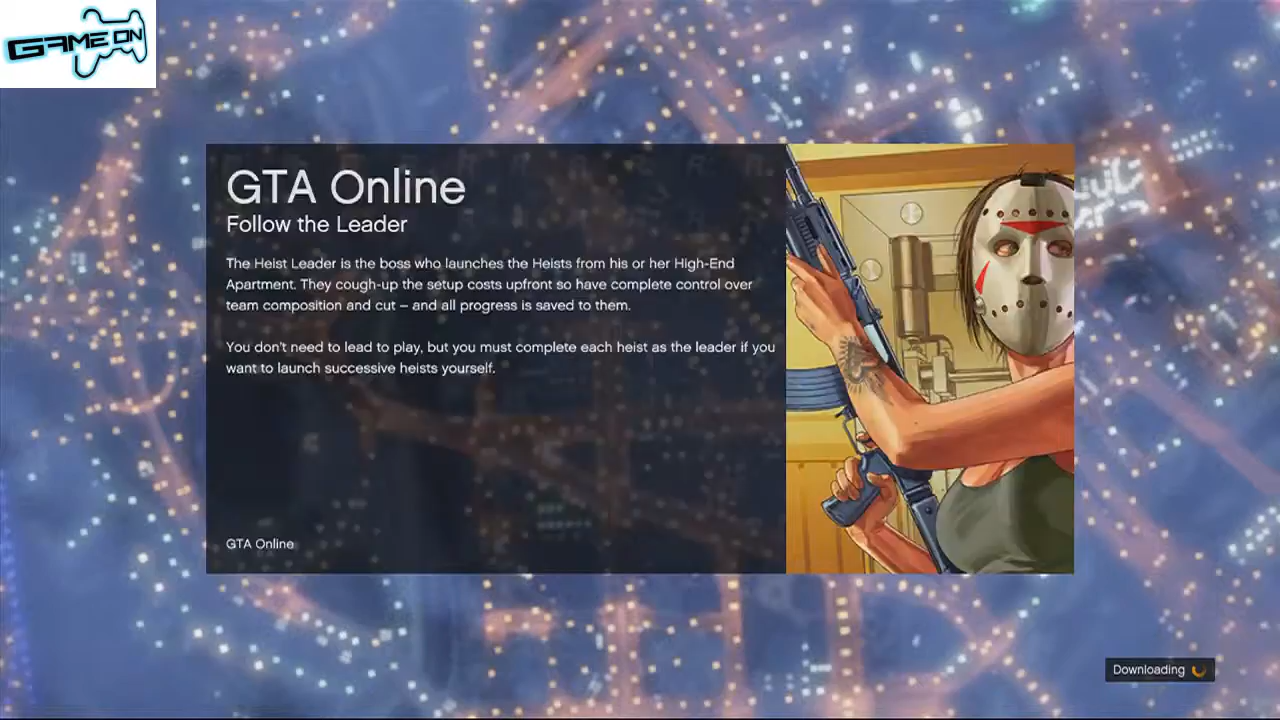 GAME ON
GTA Online
Follow the Leader
The Heist Leader is the boss who launches the Heists from his or her High-End
Apartment. They cough-up the setup costs upfront so have complete control over
team composition and cut – and all progress is saved to them.
You don't need to lead to play, but you must complete each heist as the leader if you
want to launch successive heists yourself.
GTA Online
Downloading